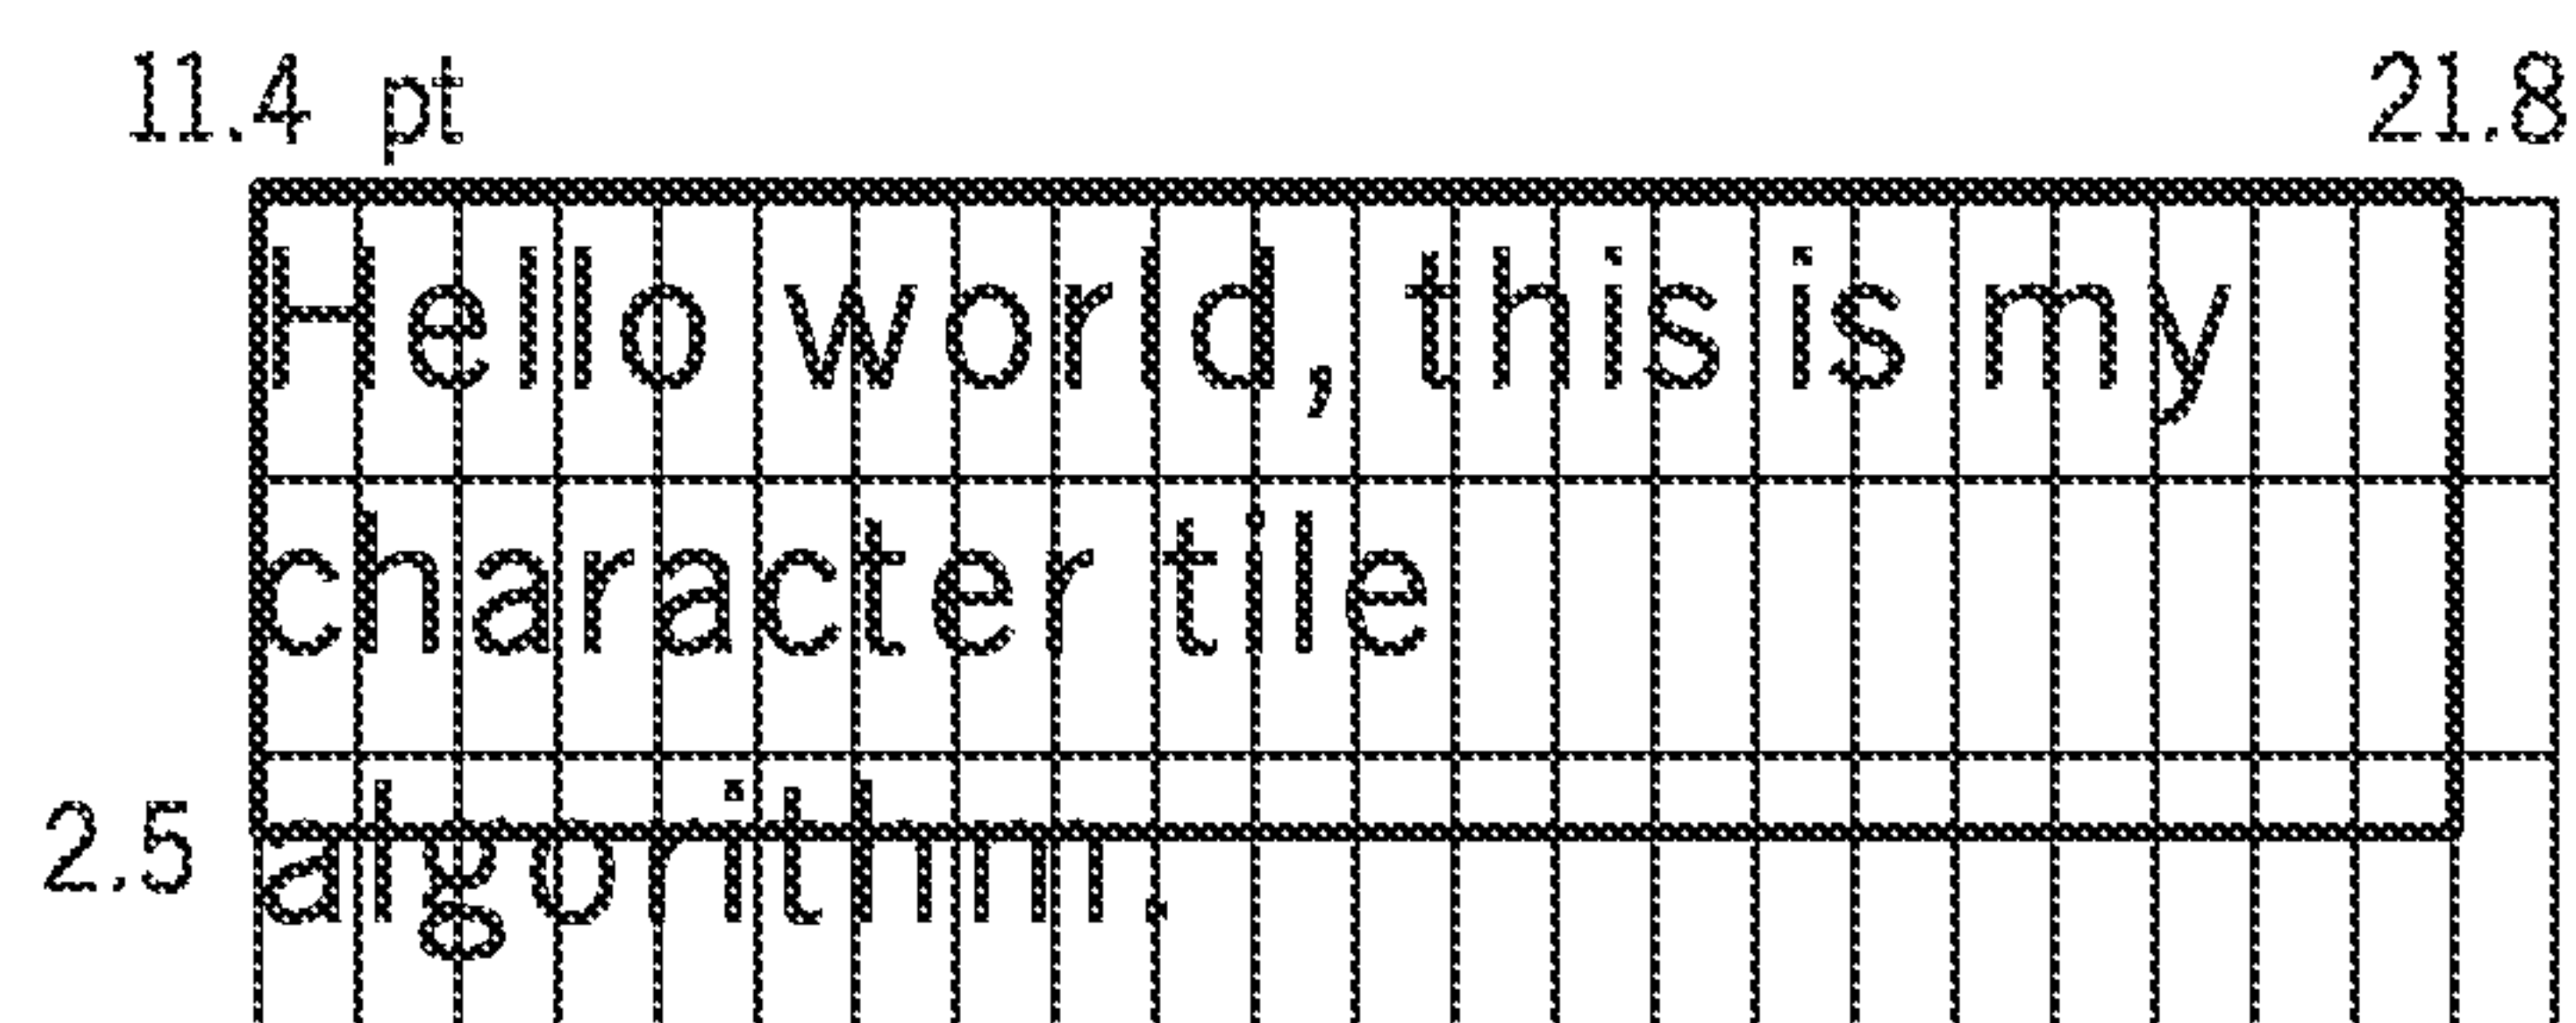 11.4 pt 21.8
Hello world, this is my
character tile
2.5
algorithm.